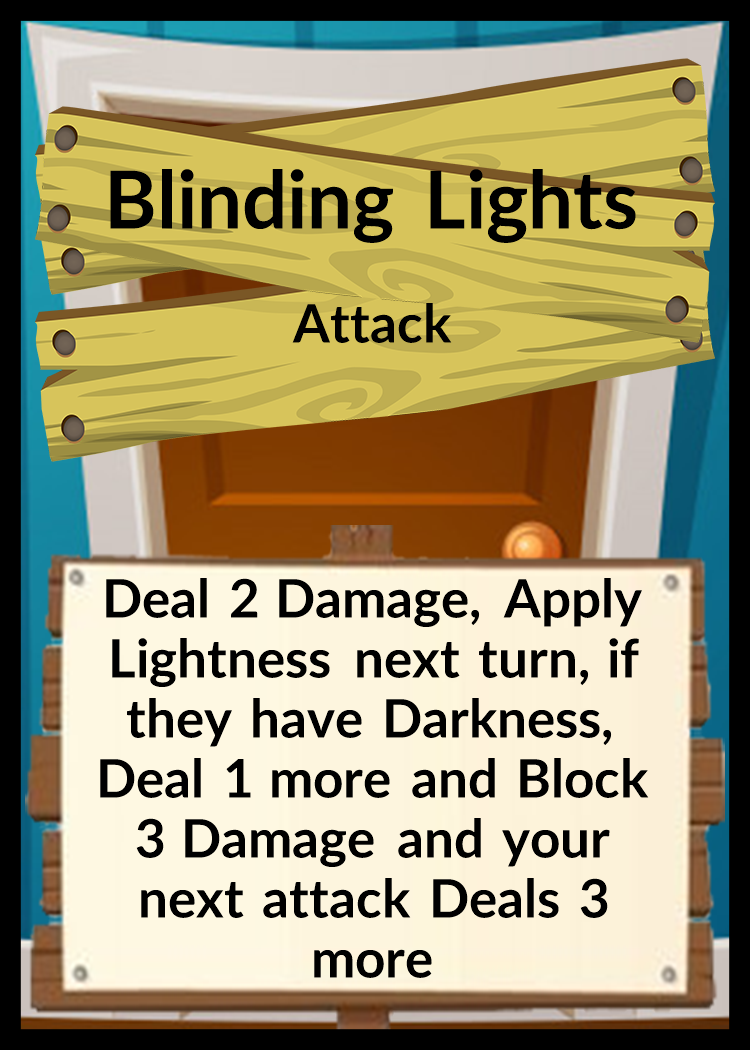 Blinding Lights
Attack
Deal 2 Damage, Apply
Lightness next turn, if
they have Darkness,
Deal 1 more and Block
3 Damage and your
next attack Deals 3
more